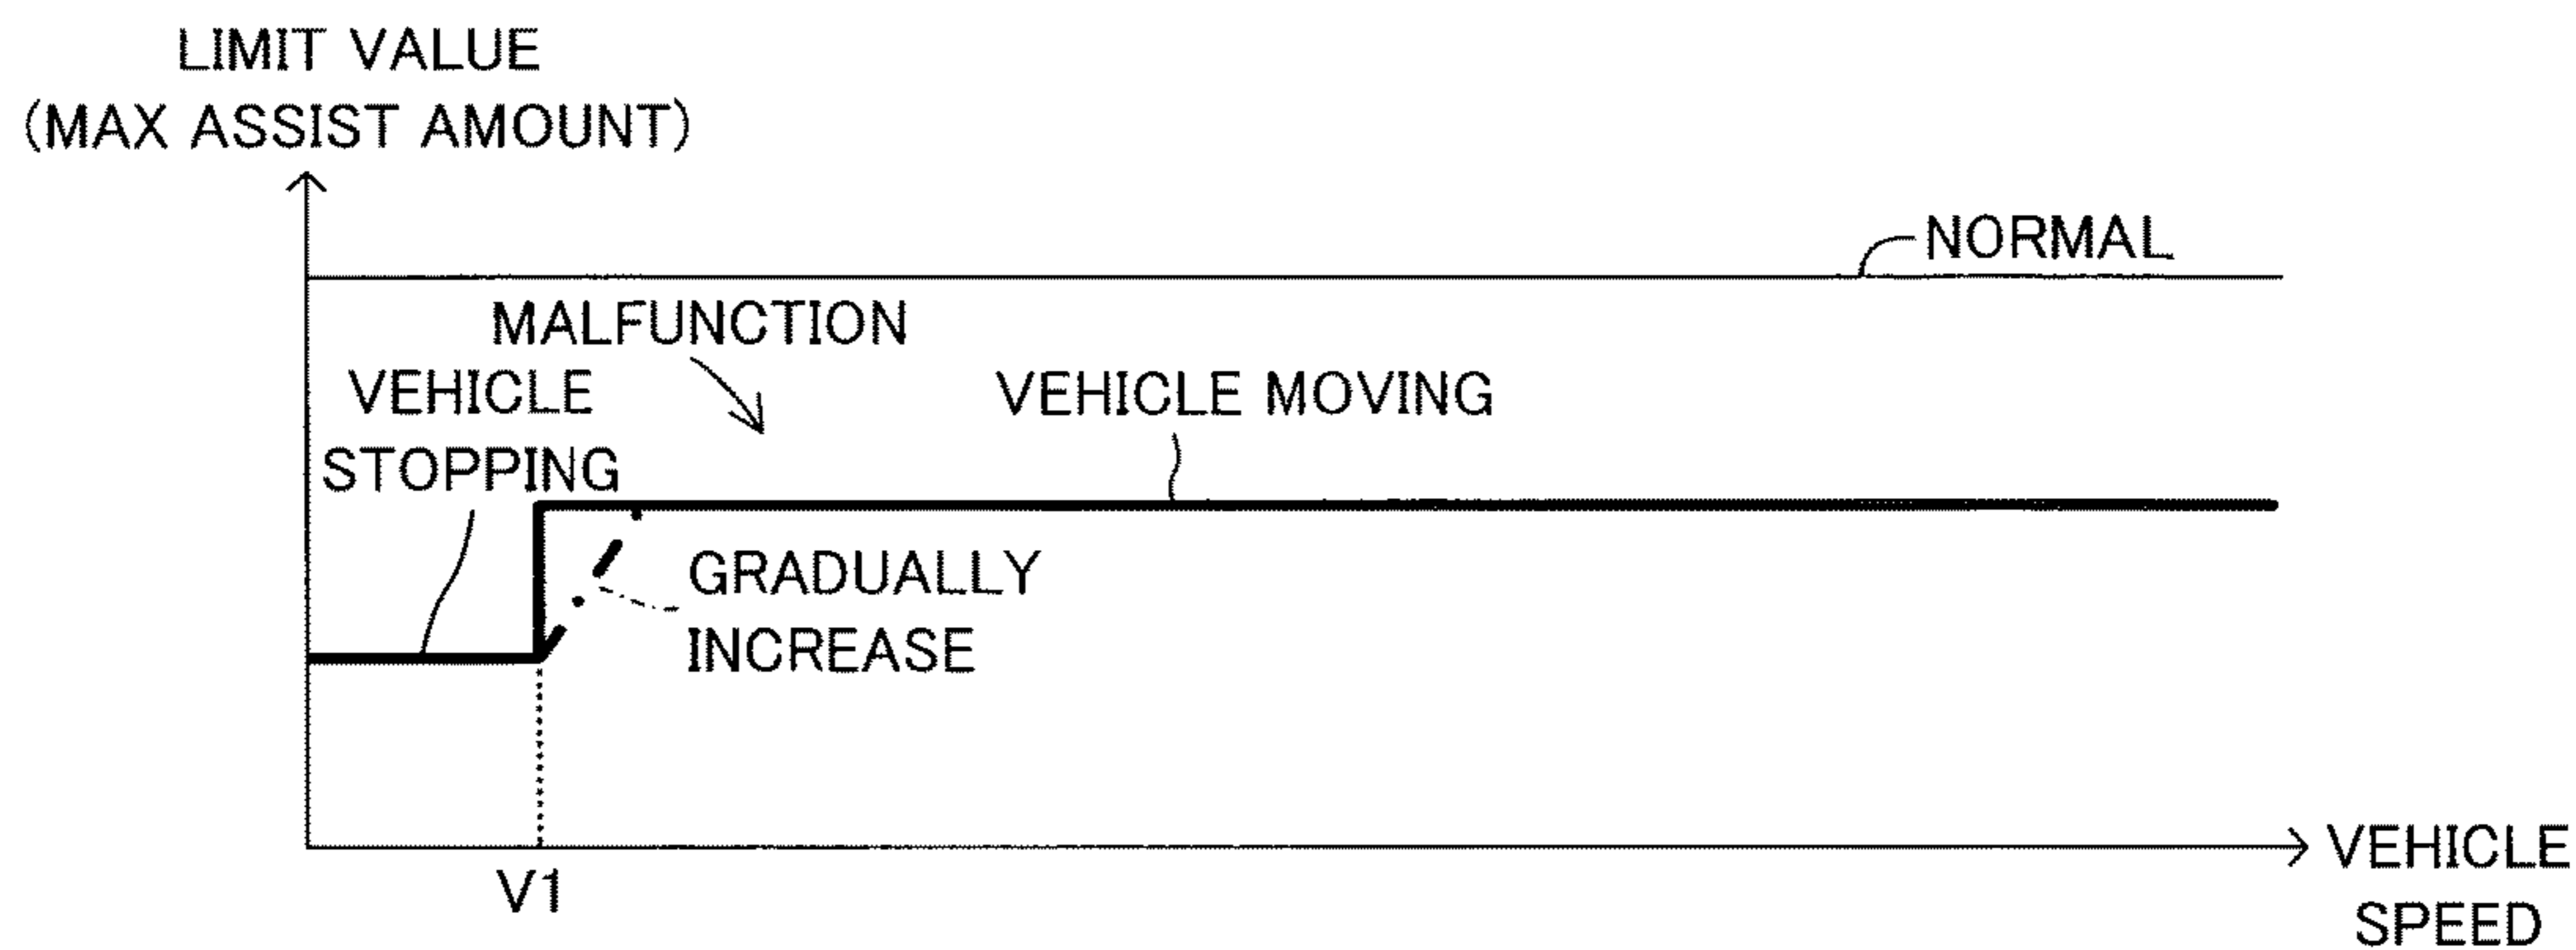 LIMIT VALUE
(MAX ASSIST AMOUNT)
NORMAL
MALFUNCTION
VEHICLE
STOPPING
VEHICLE MOVING
GRADUALLY
INCREASE
V1
VEHICLE
SPEED